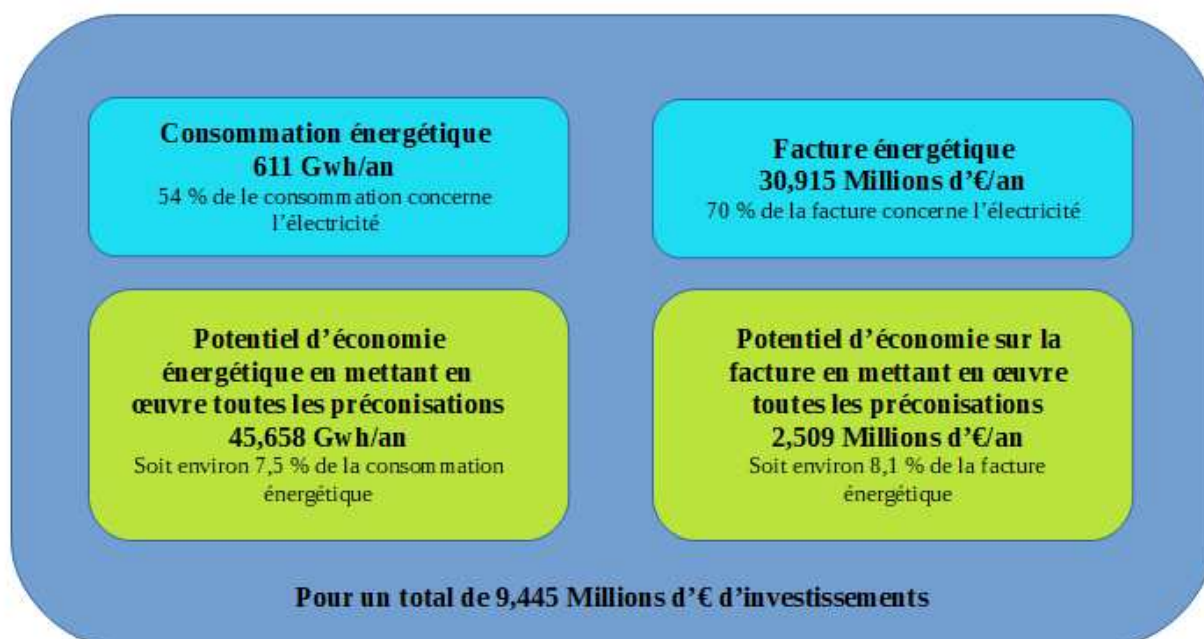 Consommation énergétique
611 Gwh/an
54 % de le consommation concerne
l’électricité
Facture énergétique
30,915 Millions d’€/an
70 % de la facture concerne l’électricité
Potentiel d’économie
énergétique en mettant en
œuvre toutes les préconisations
45,658 Gwh/an
Soit environ 7,5 % de la consommation
énergétique
Potentiel d’économie sur la
facture en mettant en œuvre
toutes les préconisations
2,509 Millions d’€/an
Soit environ 8,1 % de la facture
énergétique
Pour un total de 9,445 Millions d’€ d’investissements